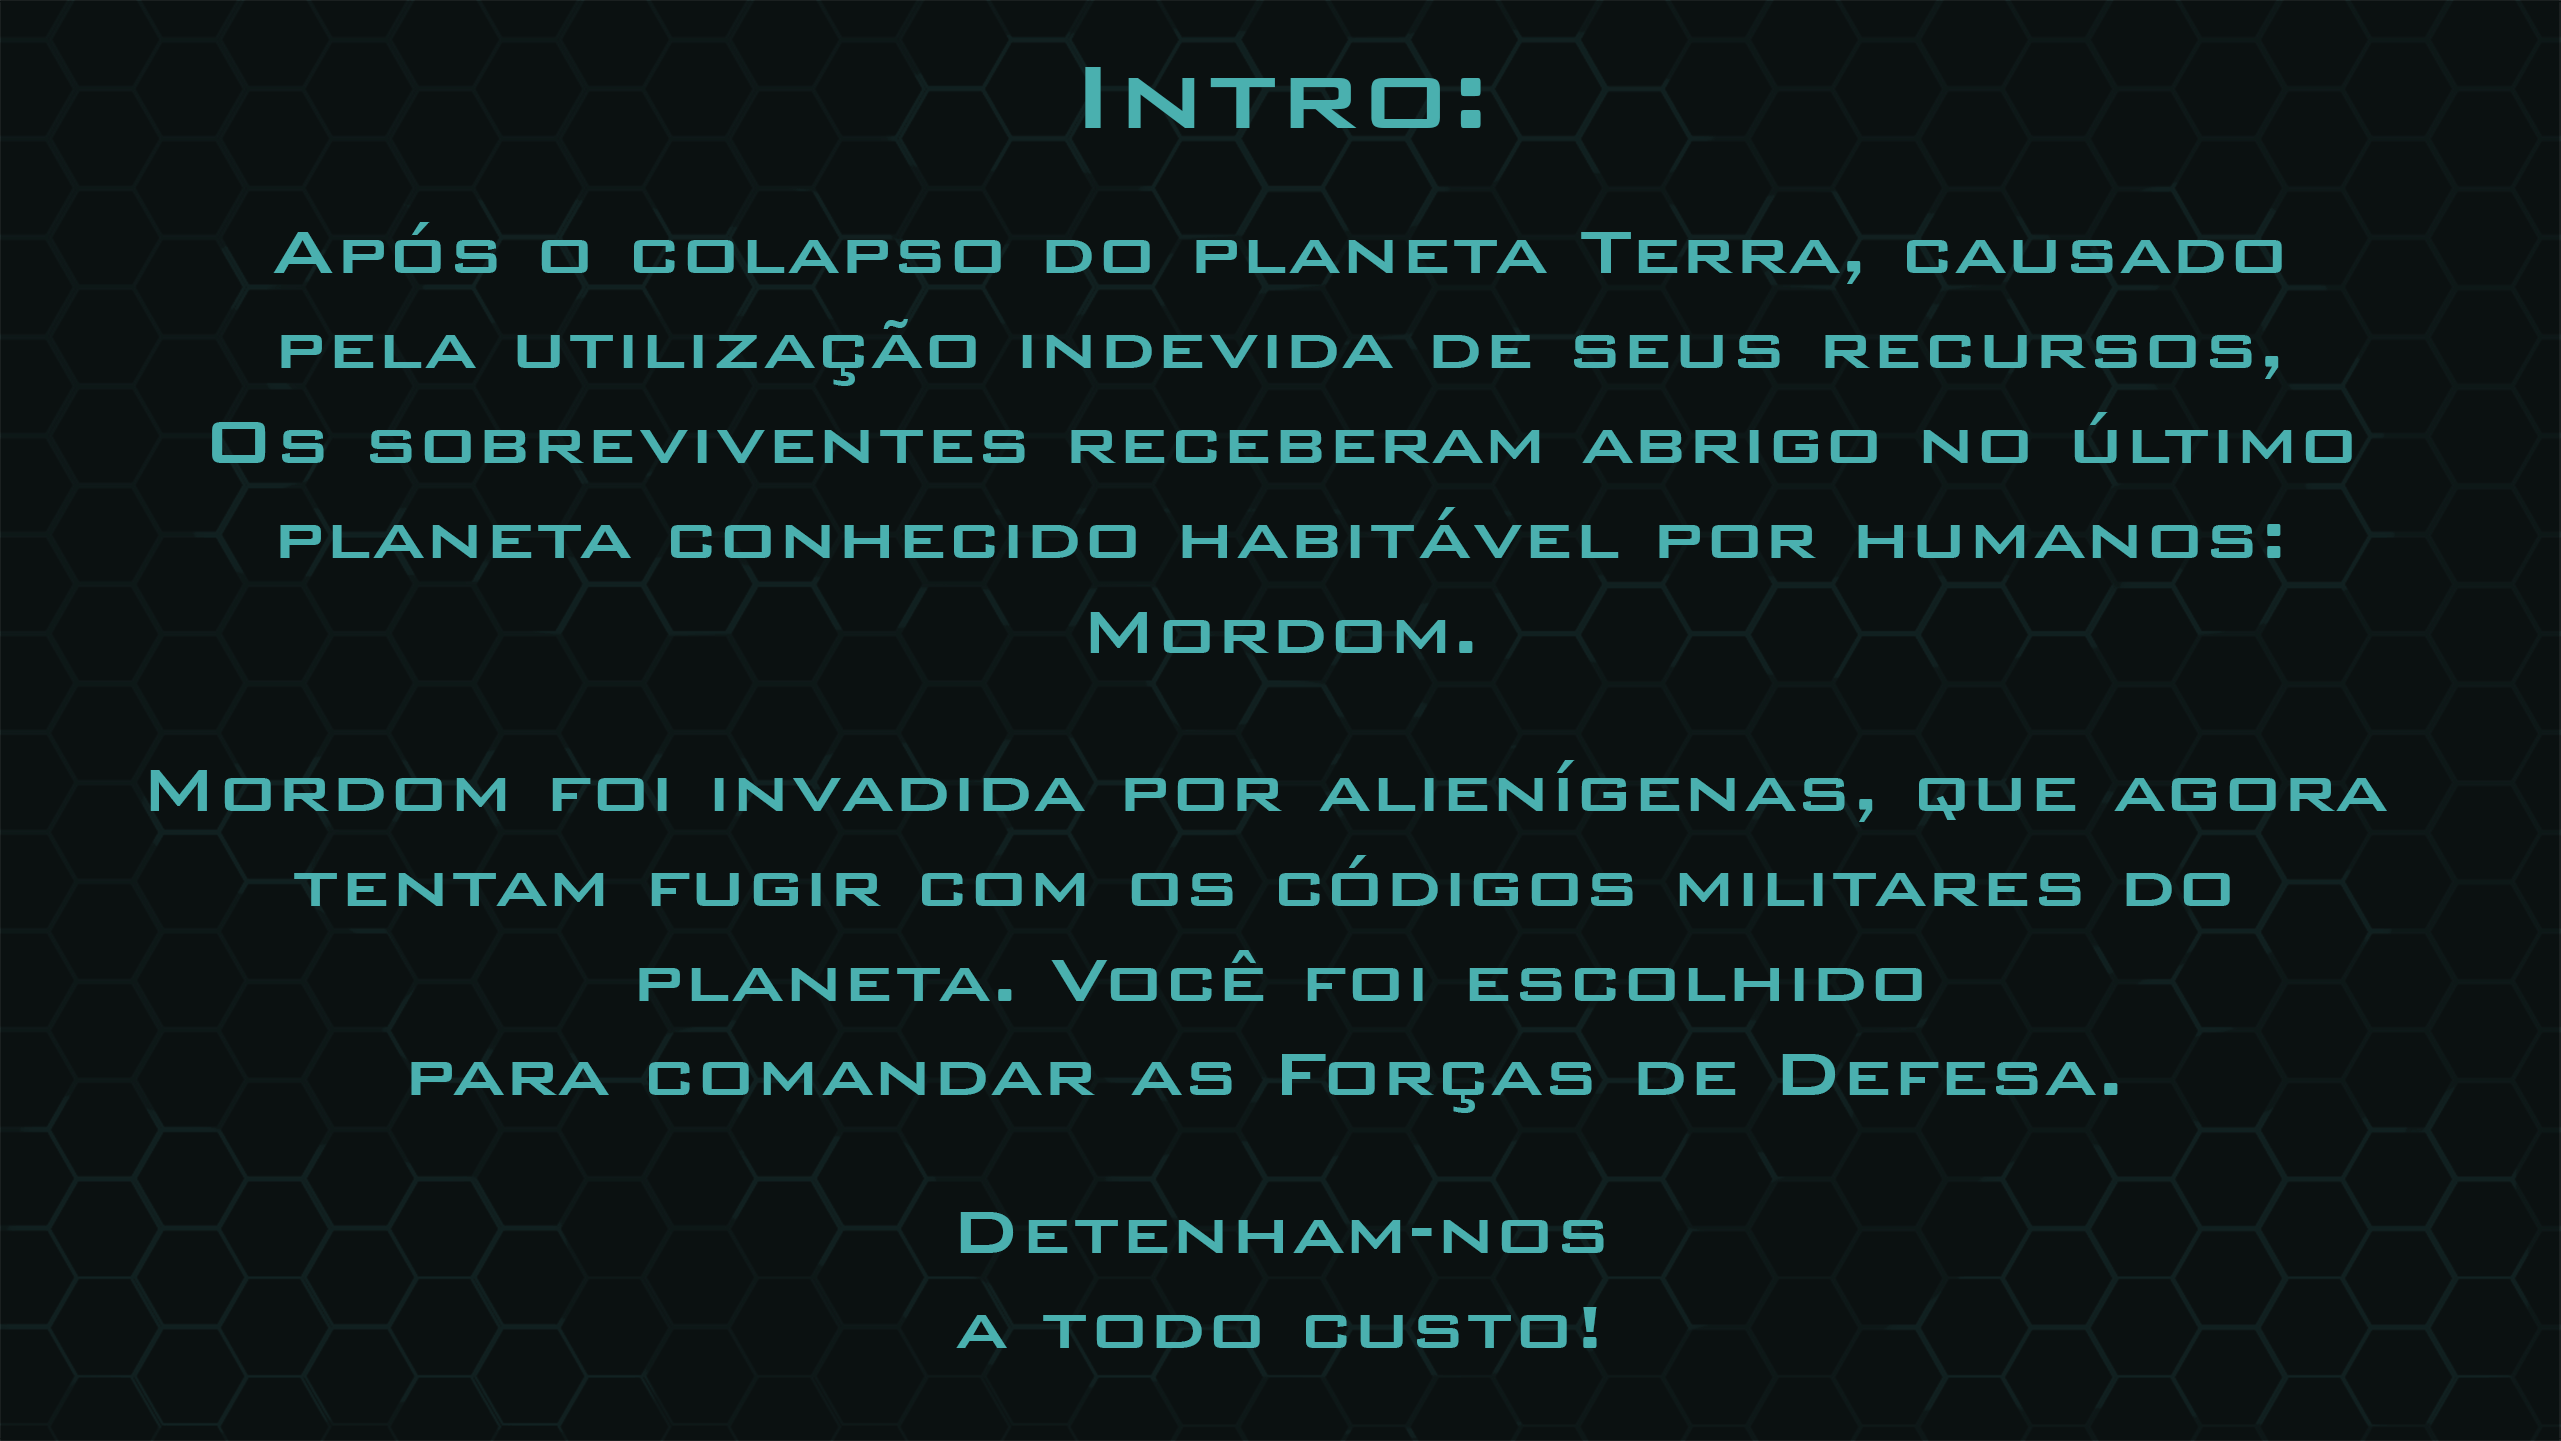 Intro:
Após o colapso do planeta Terra, causado
pela utilização indevida de seus recursos,
Os sobreviventes receberam abrigo no último
planeta conhecido habitável por humanos:
Mordom.
Mordom foi invadida por alienígenas, que agora
tentam fugir com os códigos militares do
planeta. Você foi escolhido
para comandar as Forças de Defesa.
Detenham-nos
a todo custo!